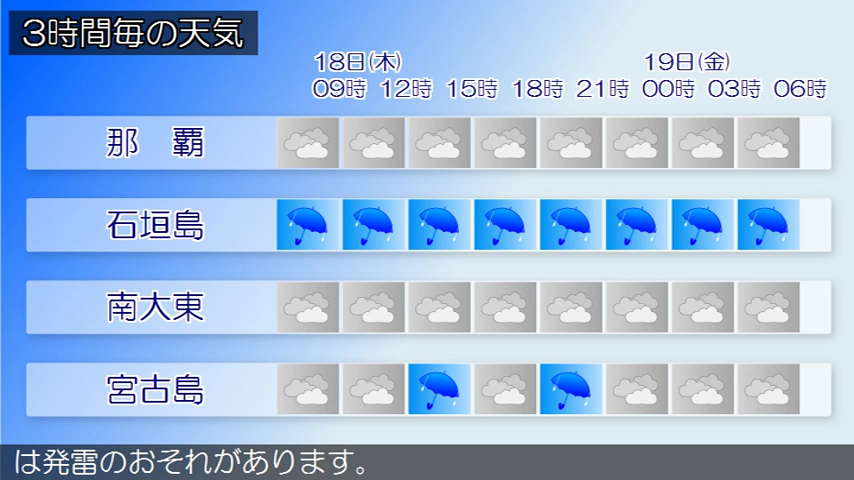 3時間毎の天気
18日(木) 19日(金)
09時 12時 15時 18時 21時 00時 03時 06時
那　覇
石垣島
南大東
宮古島
は発雷のおそれがあります。